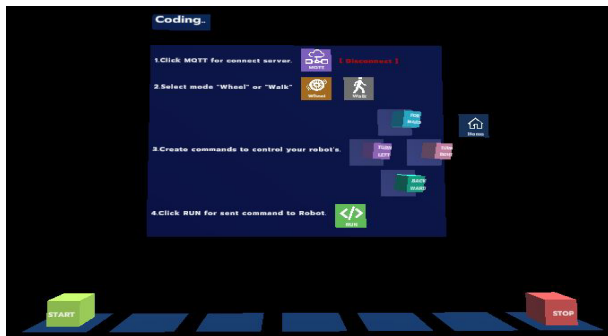 Coding..
1.Click MQTT for connect server.
MQTT
[ Disconnect ]
2.Select mode "Wheel" or "Walk"
Wheel
Walk
Home
3.Create commands to control your robot's.
TURN
LEFT
BACK
WARD
4.Click RUN for sent command to Robot.
</>
RUN
START
STOP